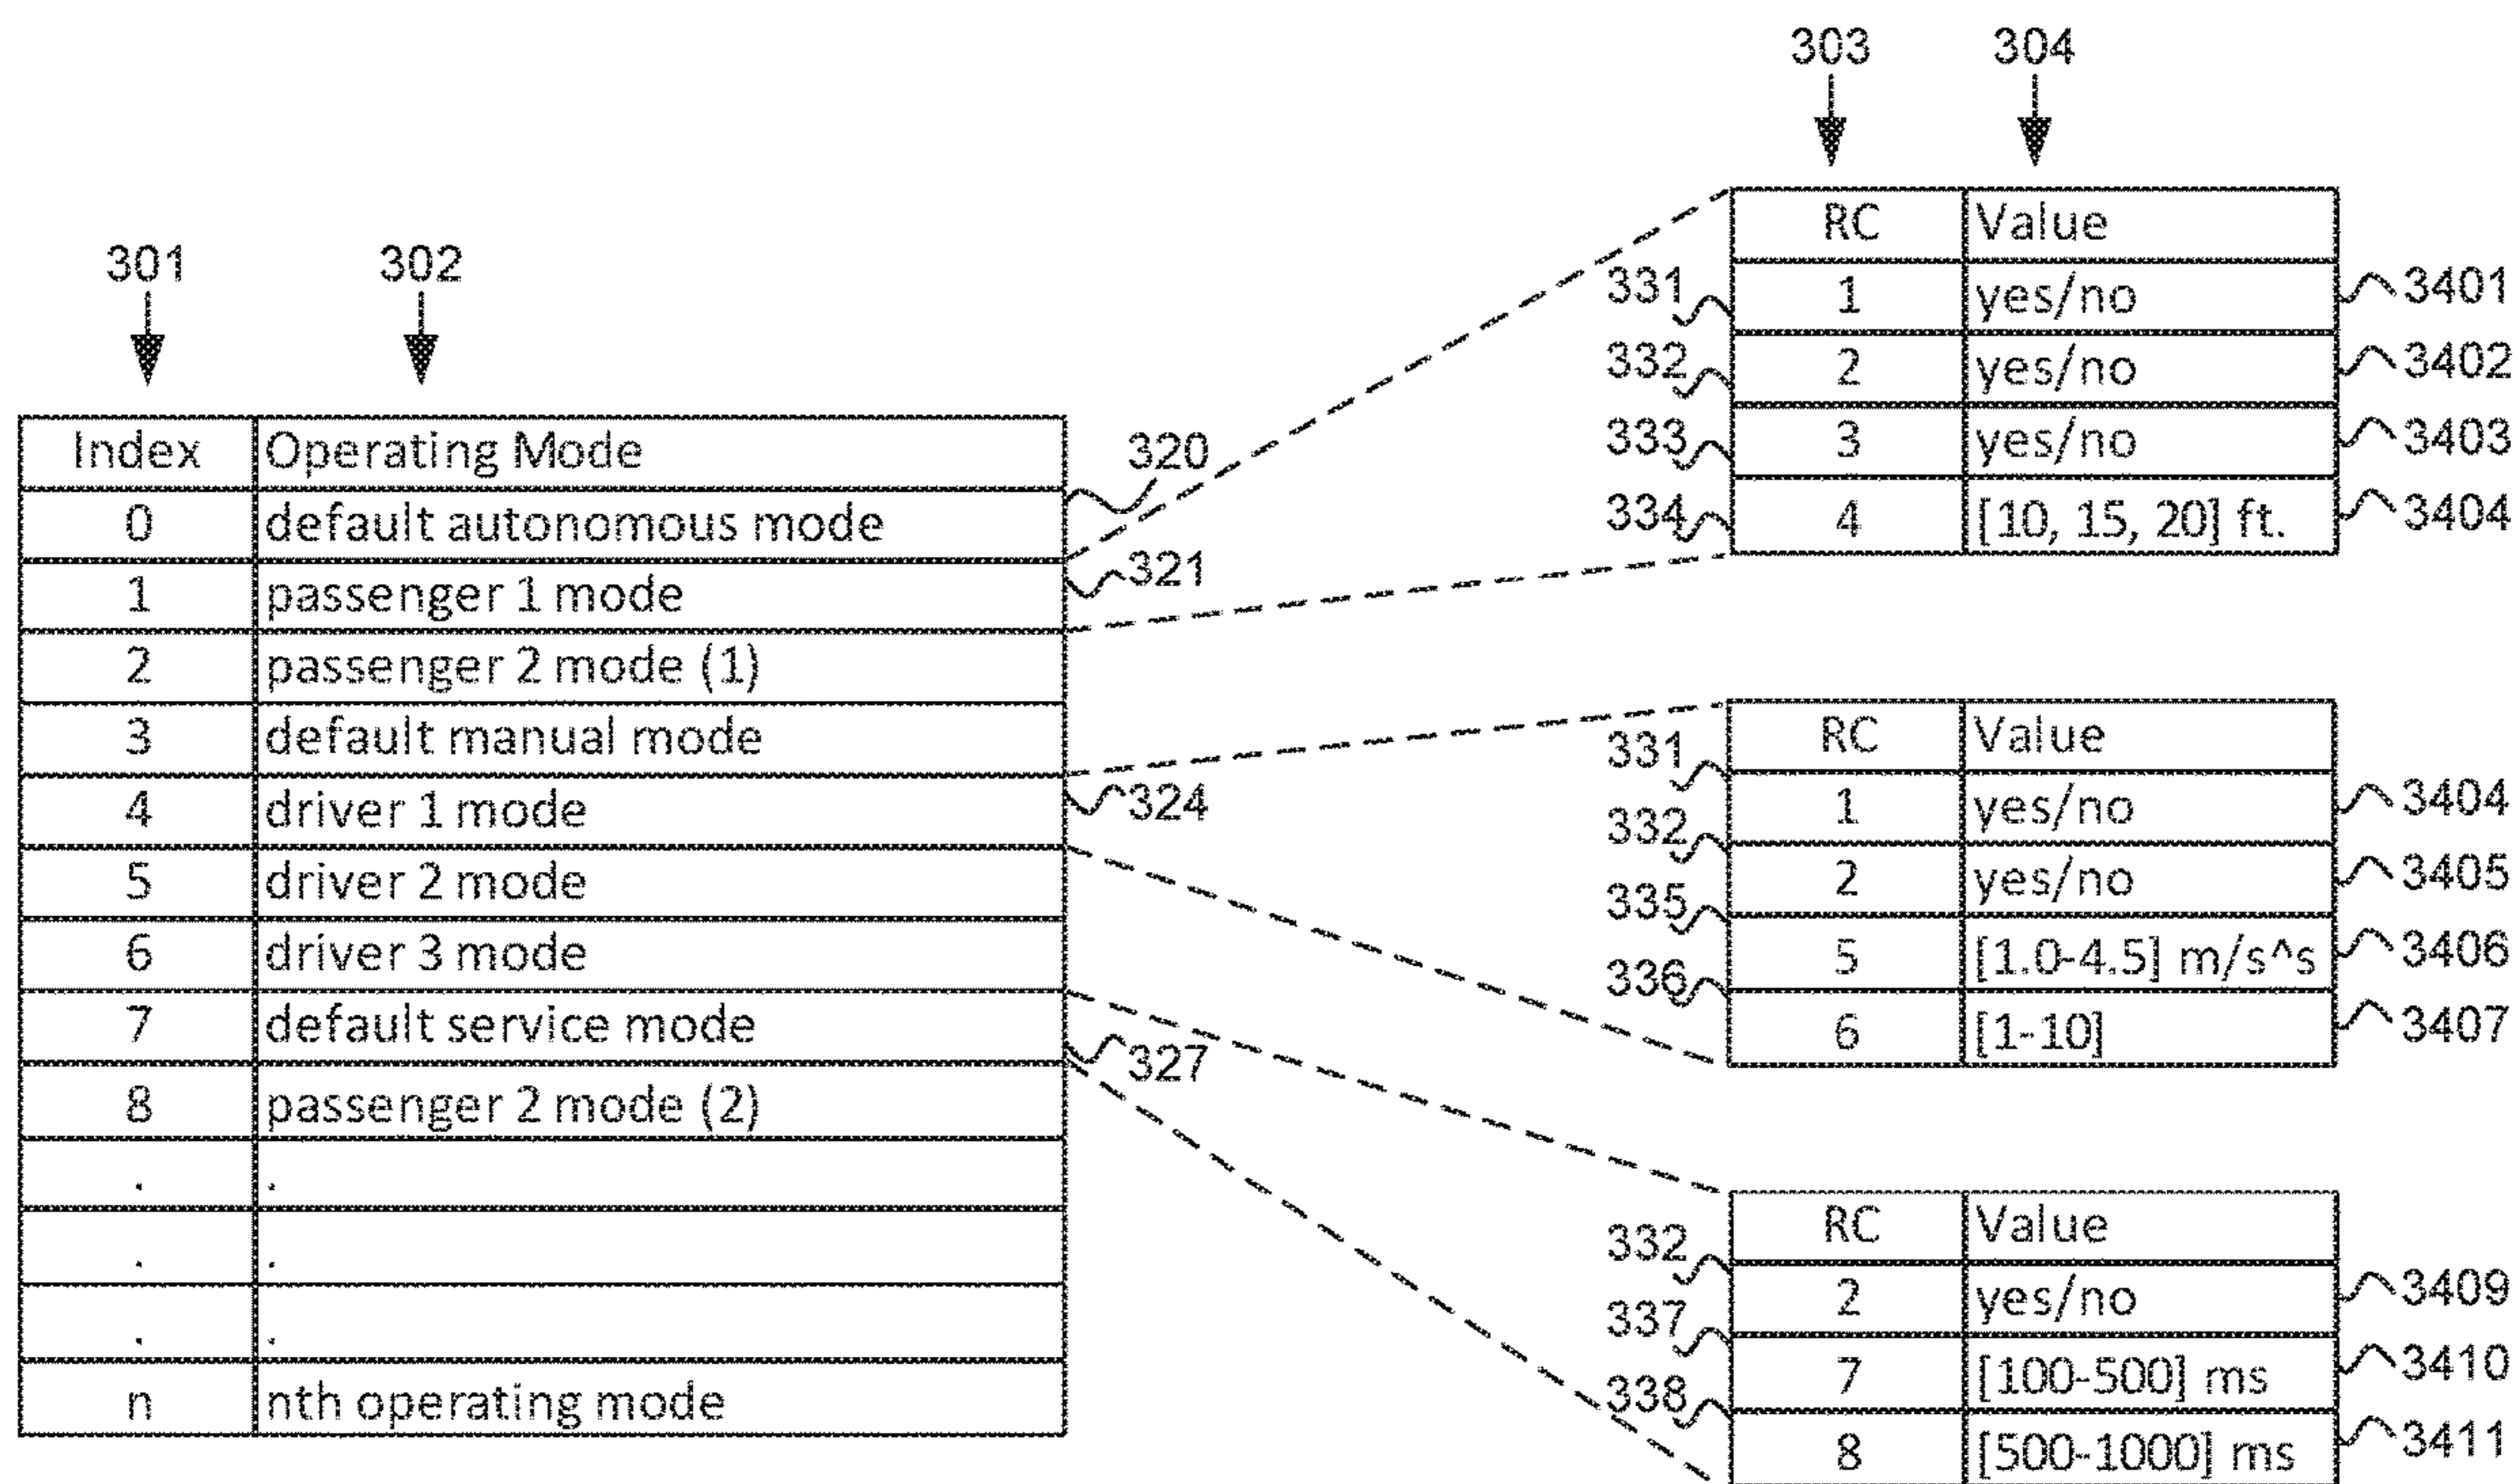 303 304
RC Value
301 302
331 1 yes/no 3401
332 2 yes/no 3402
333 3 yes/no 3403
334 4 [10, 15, 20] ft. 3404
Index Operating Mode 320
0 default autonomous mode
1 passenger 1 mode 321
2 passenger 2 mode (1)
3 default manual mode
4 driver 1 mode 324
5 driver 2 mode
6 driver 3 mode
7 default service mode 327
8 passenger 2 mode (2)
. .
. .
. .
n nth operating mode
RC Value
331 1 yes/no 3404
332 2 yes/no 3405
335 5 [1.0-4.5] m/s^s 3406
336 6 [1-10] 3407
RC Value
332 2 yes/no 3409
337 7 [100-500] ms 3410
338 8 [500-1000] ms 3411